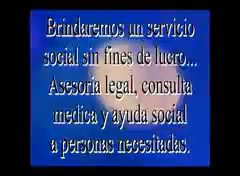 Brindaremos un servicio
social sin fines de lucro...
Asesoria legal, consulta
medica y ayuda social
a personas necesitadas.